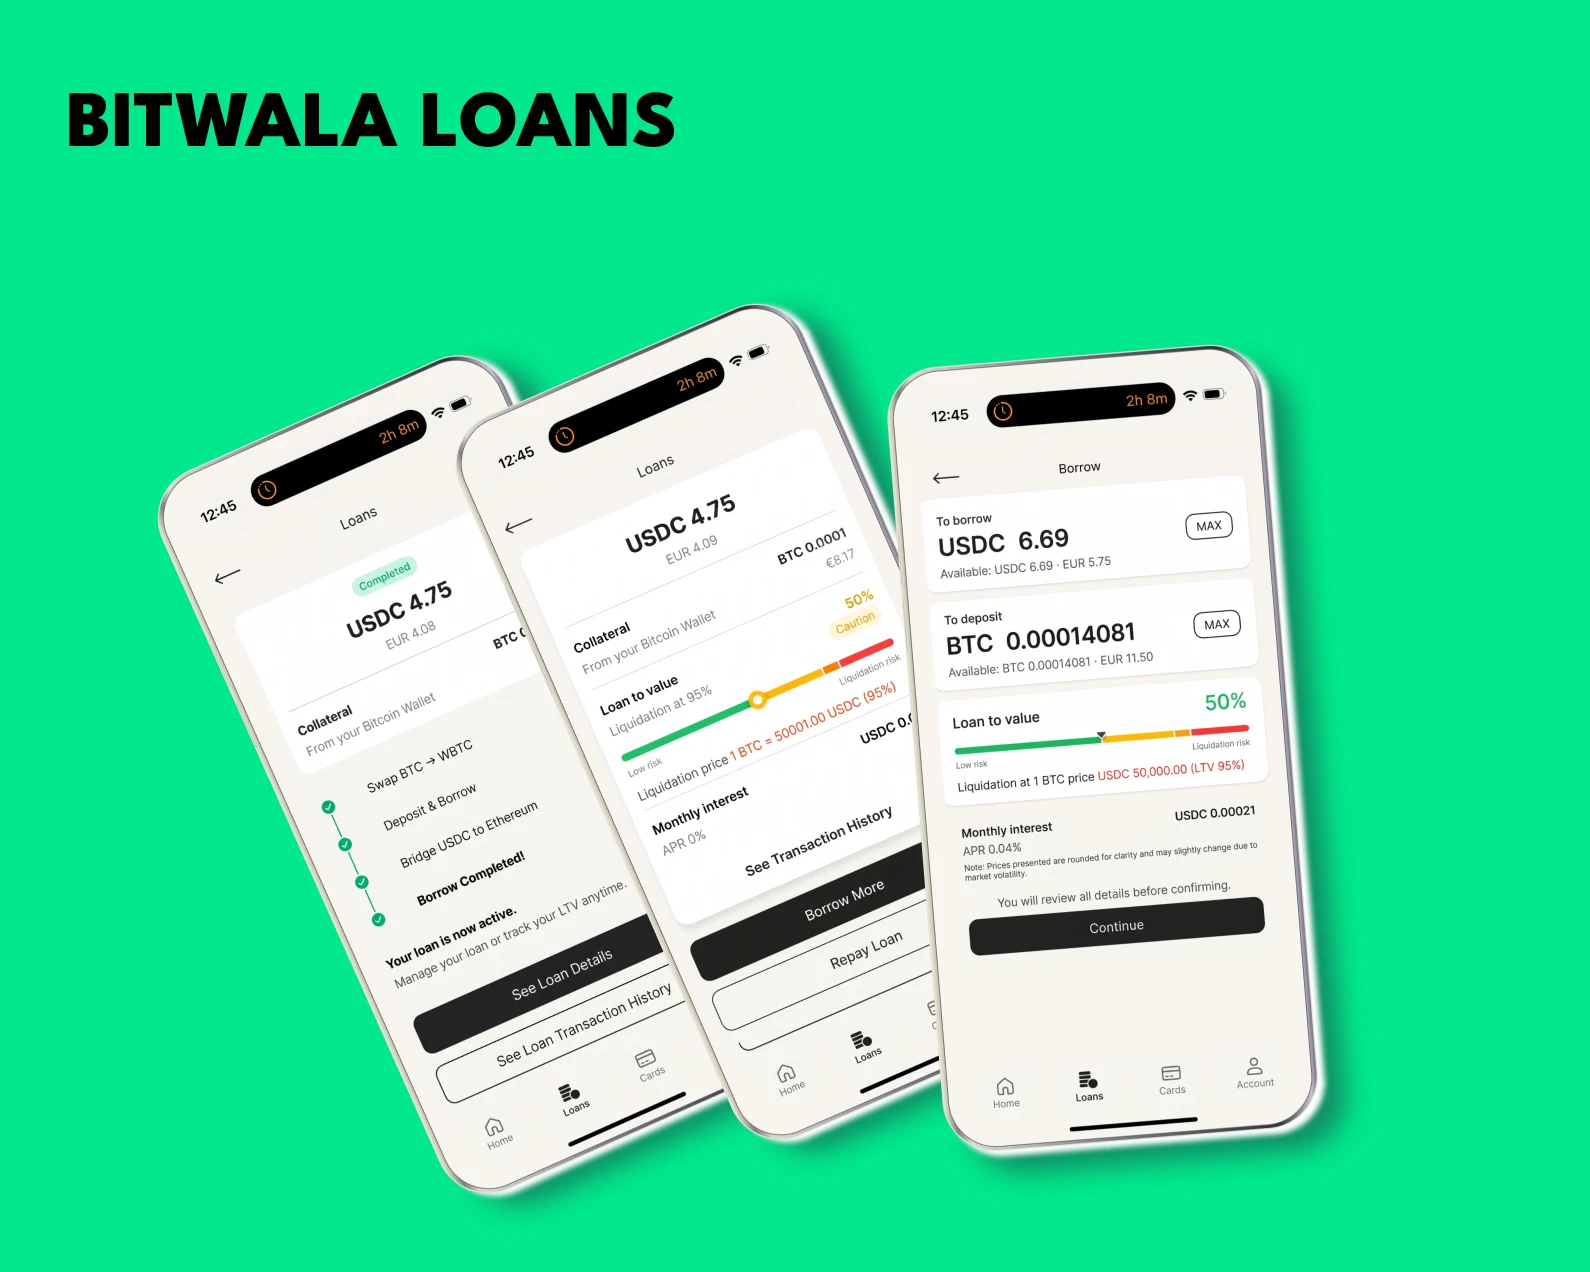 BITWALA LOANS
12:45
2h 8m
Loans
Completed
USDC 4.75
EUR 4.08
Collateral
From your Bitcoin Wallet
Swap BTC → WBTC
Deposit & Borrow
Bridge USDC to Ethereum
Borrow Completed!
Your loan is now active.
Manage your loan or track your LTV anytime.
See Loan Details
See Loan Transaction History
Home
Loans
Cards
12:45
2h 8m
Loans
USDC 4.75
EUR 4.09
Collateral BTC 0.0001
From your Bitcoin Wallet €8.17
Loan to value 50%
Liquidation at 95% Caution
Low risk Liquidation risk
Liquidation price 1 BTC = 50001.00 USDC (95%)
Monthly interest USDC
APR 0%
See Transaction History
Borrow More
Repay Loan
Home
Loans
12:45
2h 8m
Borrow
To borrow
USDC 6.69 MAX
Available: USDC 6.69 · EUR 5.75
To deposit
BTC 0.00014081 MAX
Available: BTC 0.00014081 · EUR 11.50
Loan to value 50%
Low risk Liquidation risk
Liquidation at 1 BTC price USDC 50,000.00 (LTV 95%)
Monthly interest USDC 0.00021
APR 0.04%
Note: Prices presented are rounded for clarity and may slightly change due to
market volatility.
You will review all details before confirming.
Continue
Home
Loans
Cards
Account